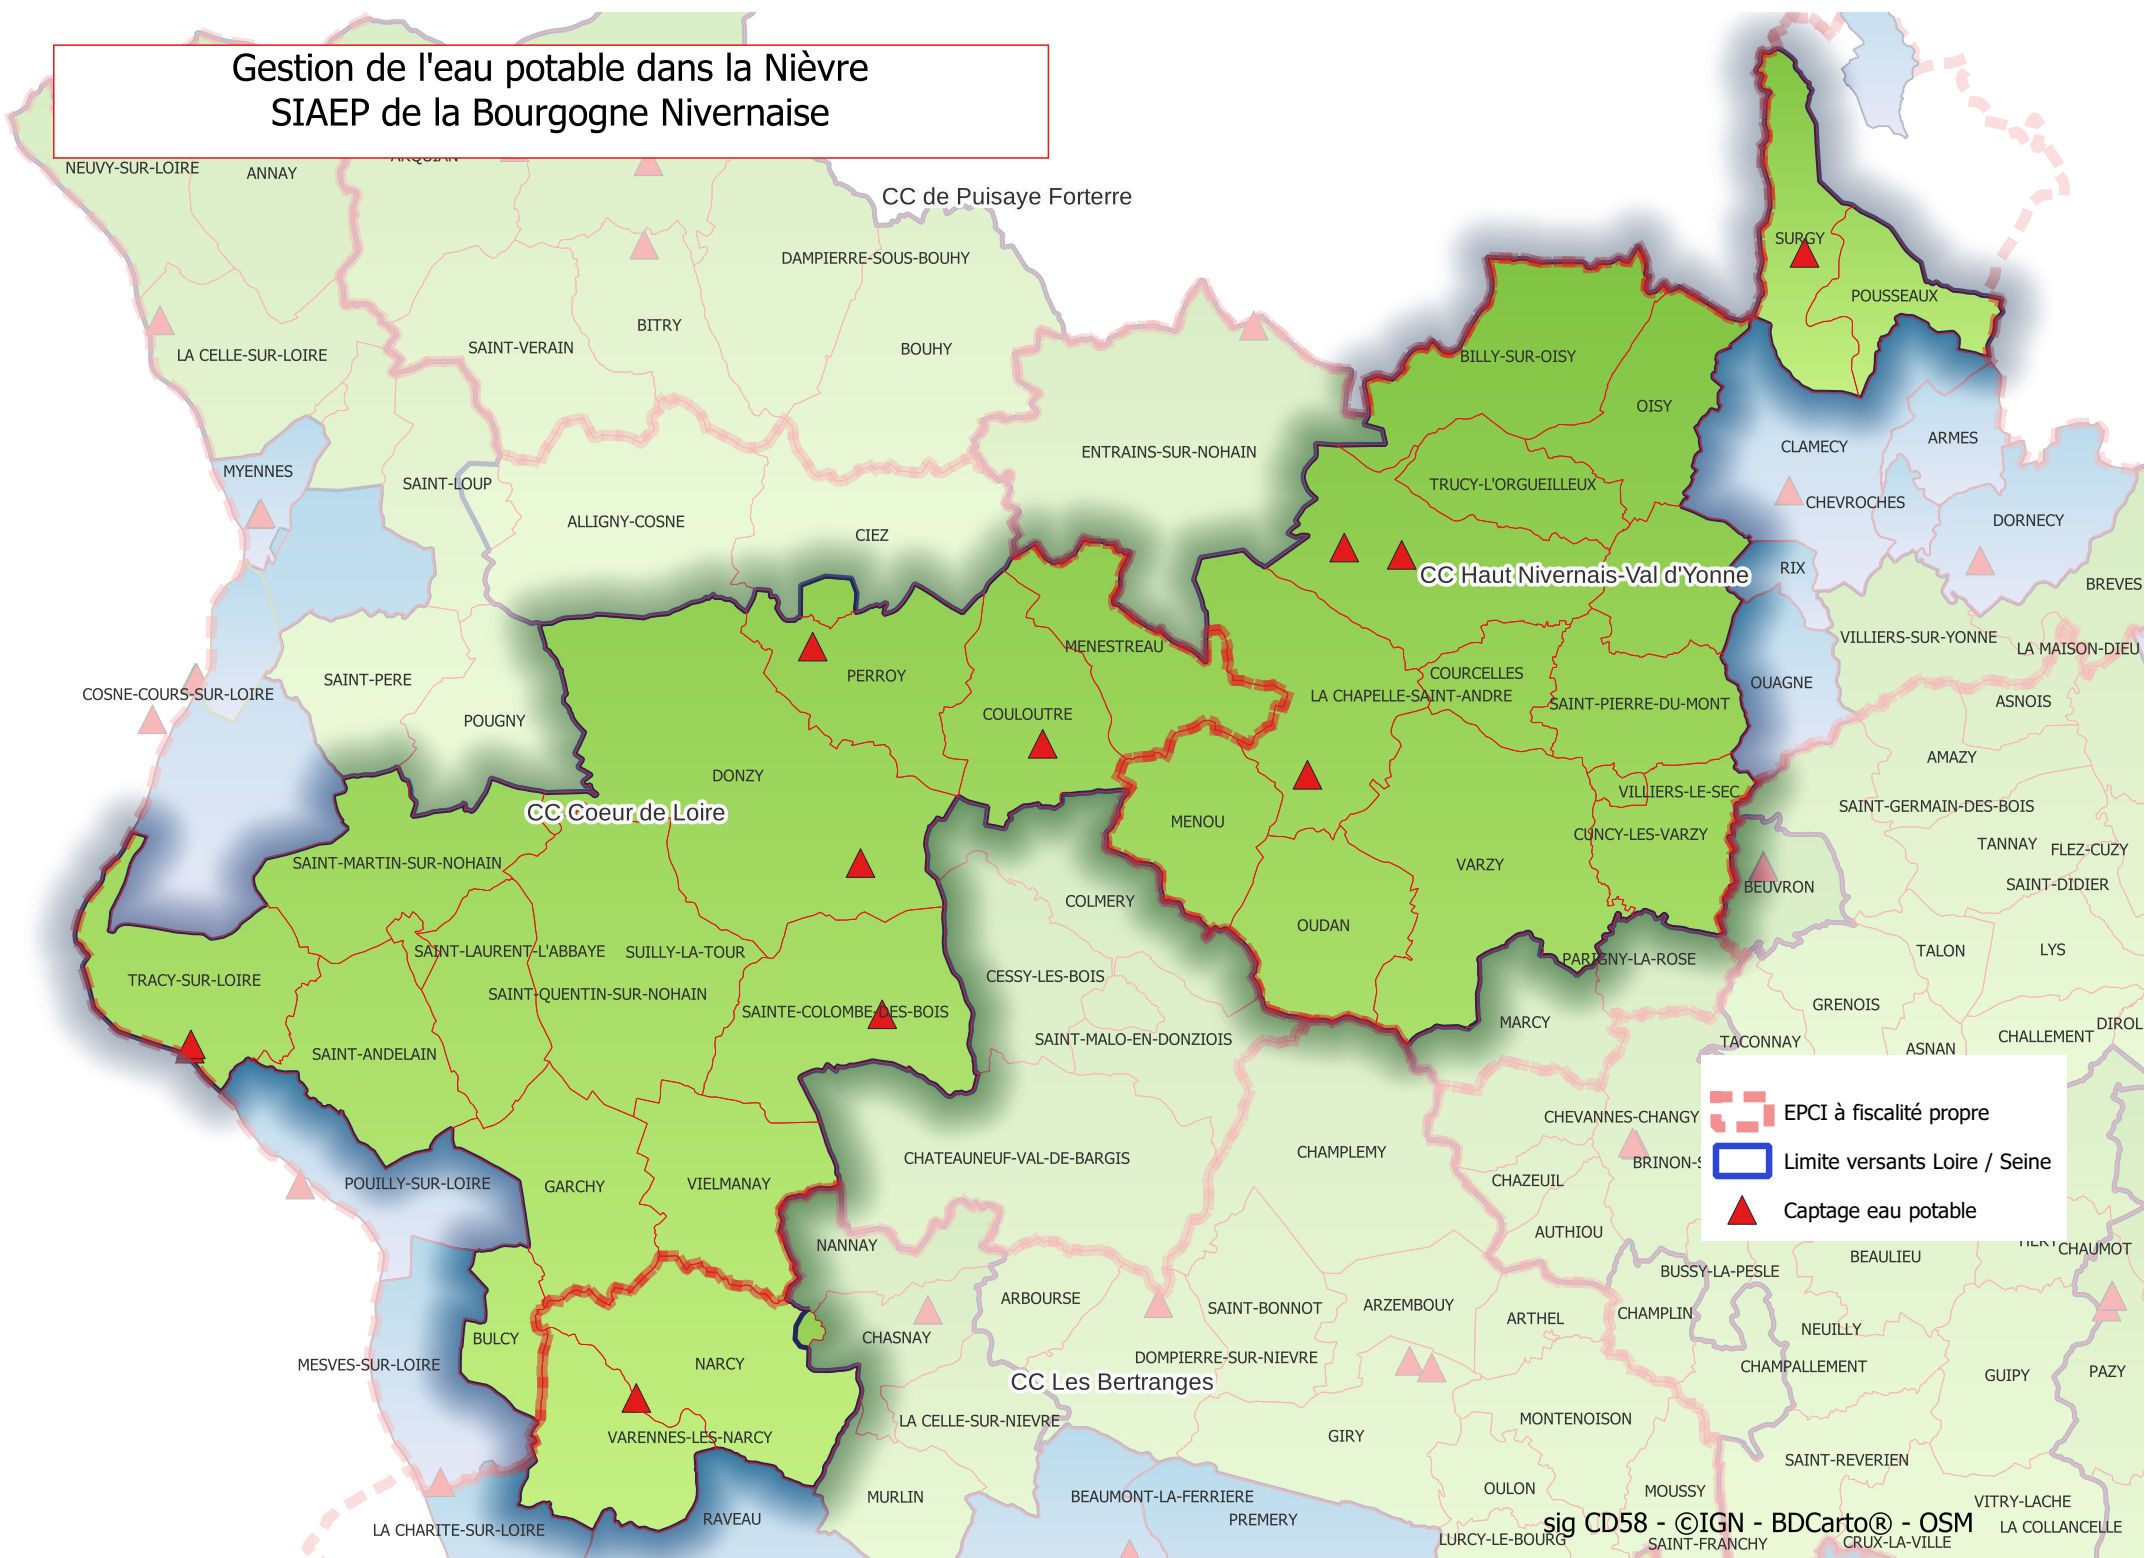 Gestion de l'eau potable dans la Nièvre
SIAEP de la Bourgogne Nivernaise
ARQUIAN
NEUVY-SUR-LOIRE
ANNAY
CC de Puisaye Forterre
SURGY
DAMPIERRE-SOUS-BOUHY
POUSSEAUX
BITRY
SAINT-VERAIN
BOUHY
LA CELLE-SUR-LOIRE
BILLY-SUR-OISY
OISY
ARMES
CLAMECY
ENTRAINS-SUR-NOHAIN
MYENNES
SAINT-LOUP
TRUCY-L'ORGUEILLEUX
CHEVROCHES
ALLIGNY-COSNE
DORNECY
CIEZ
RIX
CC Haut Nivernais-Val d'Yonne
BREVES
VILLIERS-SUR-YONNE
MENESTREAU
LA MAISON-DIEU
COURCELLES
PERROY
SAINT-PERE
OUAGNE
COSNE-COURS-SUR-LOIRE
LA CHAPELLE-SAINT-ANDRE
SAINT-PIERRE-DU-MONT
ASNOIS
COULOUTRE
POUGNY
AMAZY
DONZY
VILLIERS-LE-SEC
SAINT-GERMAIN-DES-BOIS
CC Coeur de Loire
MENOU
CUNCY-LES-VARZY
TANNAY
FLEZ-CUZY
SAINT-MARTIN-SUR-NOHAIN
VARZY
SAINT-DIDIER
BEUVRON
COLMERY
OUDAN
SAINT-LAURENT-L'ABBAYE
SUILLY-LA-TOUR
TALON
LYS
PARIGNY-LA-ROSE
CESSY-LES-BOIS
TRACY-SUR-LOIRE
SAINT-QUENTIN-SUR-NOHAIN
GRENOIS
SAINTE-COLOMBE-DES-BOIS
MARCY
DIROL
SAINT-MALO-EN-DONZIOIS
CHALLEMENT
TACONNAY
ASNAN
SAINT-ANDELAIN
EPCI à fiscalité propre
CHEVANNES-CHANGY
CHAMPLEMY
CHATEAUNEUF-VAL-DE-BARGIS
BRINON-S
Limite versants Loire / Seine
CHAZEUIL
POUILLY-SUR-LOIRE
GARCHY
VIELMANAY
Captage eau potable
AUTHIOU
NANNAY
HERY
CHAUMOT
BEAULIEU
BUSSY-LA-PESLE
ARBOURSE
SAINT-BONNOT
ARZEMBOUY
CHAMPLIN
ARTHEL
NEUILLY
BULCY
CHASNAY
DOMPIERRE-SUR-NIEVRE
MESVES-SUR-LOIRE
NARCY
CHAMPALLEMENT
PAZY
GUIPY
CC Les Bertranges
LA CELLE-SUR-NIEVRE
MONTENOISON
GIRY
VARENNES-LES-NARCY
SAINT-REVERIEN
OULON
MOUSSY
MURLIN
BEAUMONT-LA-FERRIERE
VITRY-LACHE
RAVEAU
PREMERY
sig CD58 - ©IGN - BDCarto® - OSM
LA COLLANCELLE
LA CHARITE-SUR-LOIRE
LURCY-LE-BOURG
SAINT-FRANCHY
CRUX-LA-VILLE